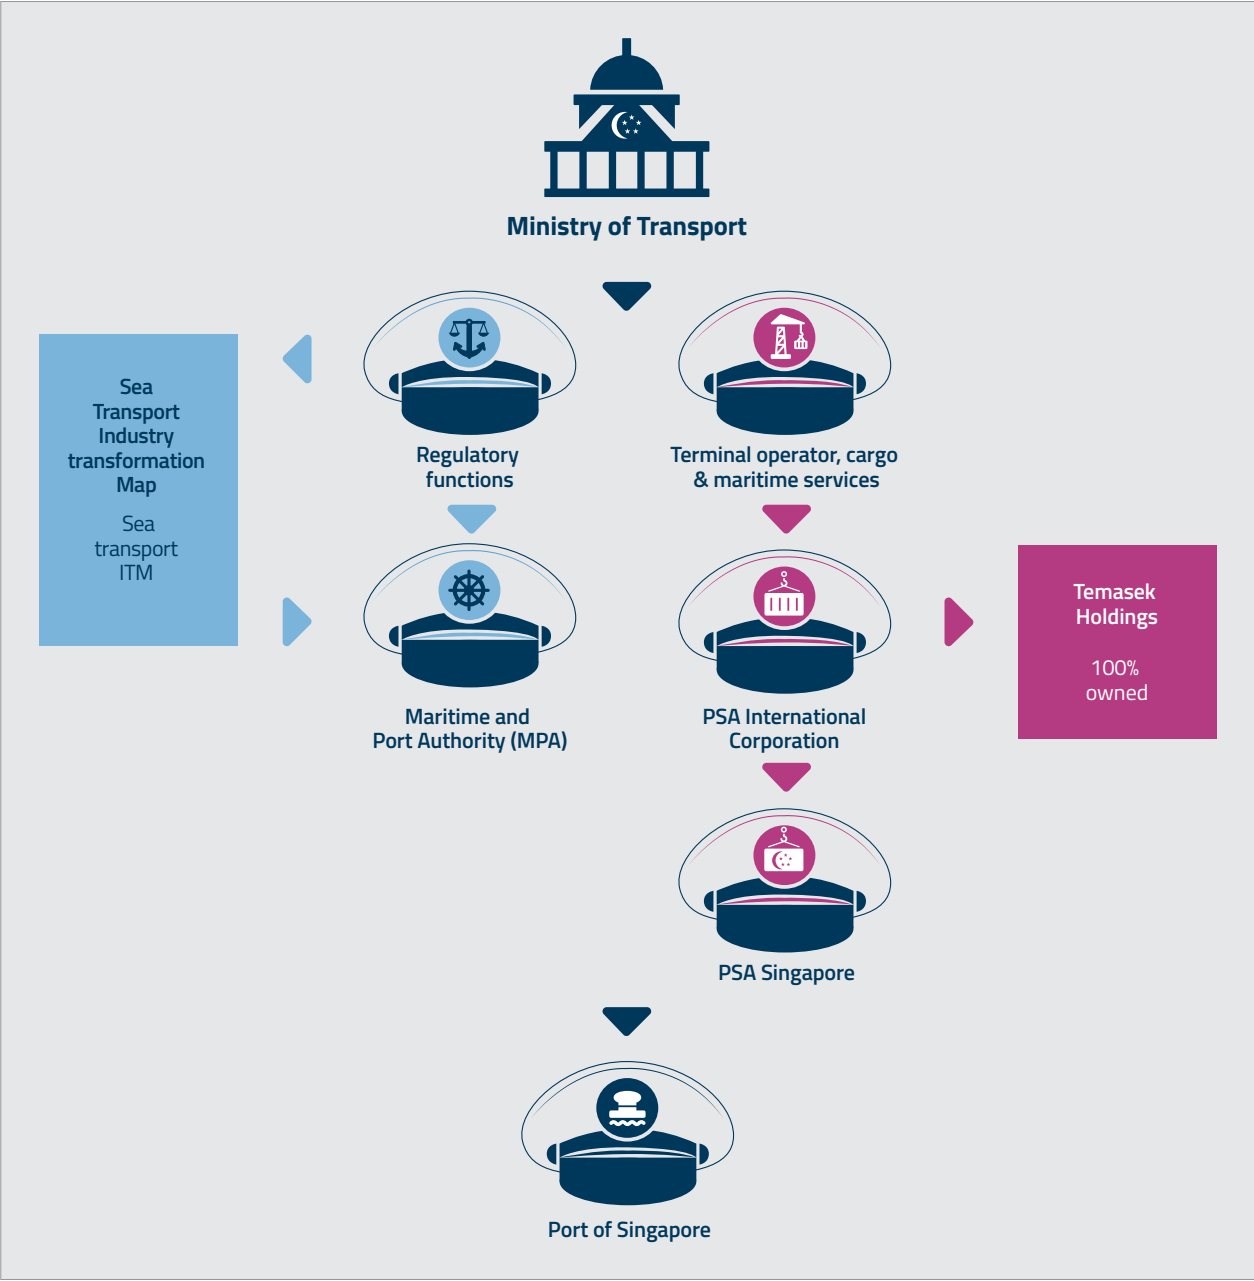 Ministry of Transport
Sea
Transport
Industry
transformation
Map
Sea
transport
ITM
Regulatory
functions
Terminal operator, cargo
& maritime services
Maritime and
Port Authority (MPA)
PSA International
Corporation
Temasek
Holdings
100%
owned
PSA Singapore
Port of Singapore